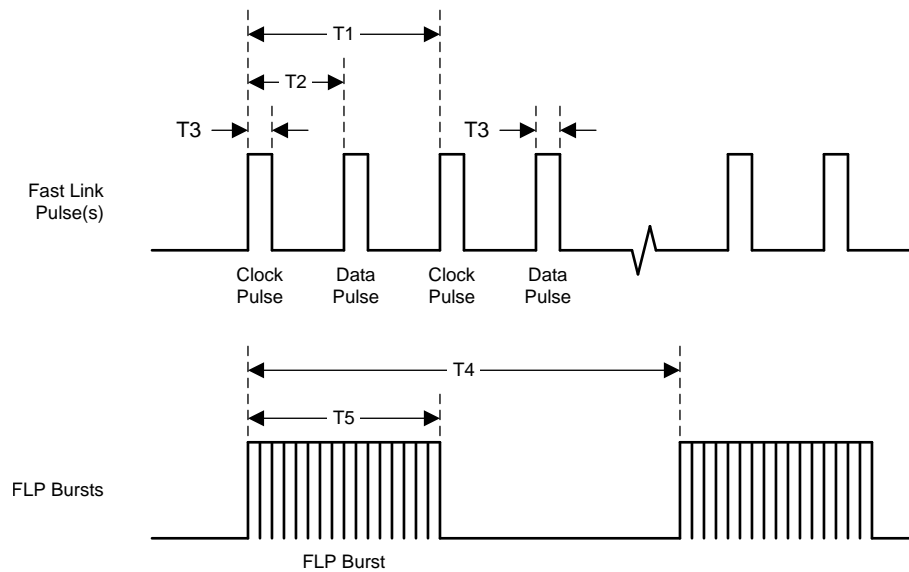 T1
T2
T3
T3
Fast Link
Pulse(s)
Clock
Pulse
Data
Pulse
Clock
Pulse
Data
Pulse
T4
T5
FLP Bursts
FLP Burst